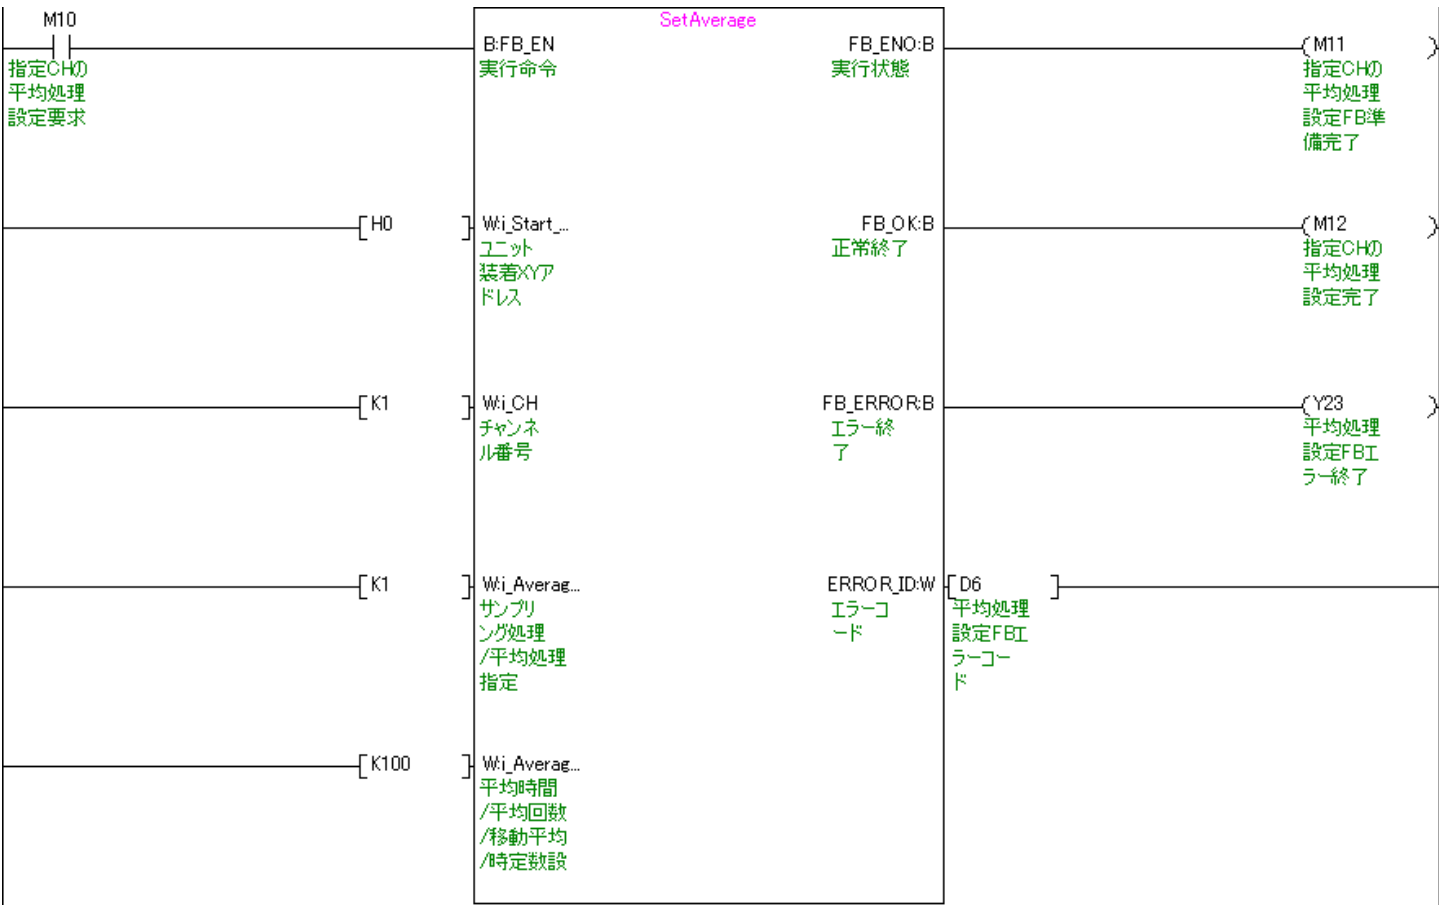 SetAverage
M10
指定CHの
平均処理
設定要求
B:FB_EN
実行命令
FB_ENO:B
実行状態
M11
指定CHの
平均処理
設定FB準
備完了
H0
W:i_Start_...
ユニット
装着XYア
ドレス
FB_OK:B
正常終了
M12
指定CHの
平均処理
設定完了
K1
W:i_CH
チャンネ
ル番号
FB_ERROR:B
エラー終
了
Y23
平均処理
設定FBエ
ラー終了
K1
W:i_Averag...
サンプリ
ング処理
/平均処理
指定
ERROR_ID:W
エラーコ
ード
D6
平均処理
設定FBエ
ラーコー
ド
K100
W:i_Averag...
平均時間
/平均回数
/移動平均
/時定数設